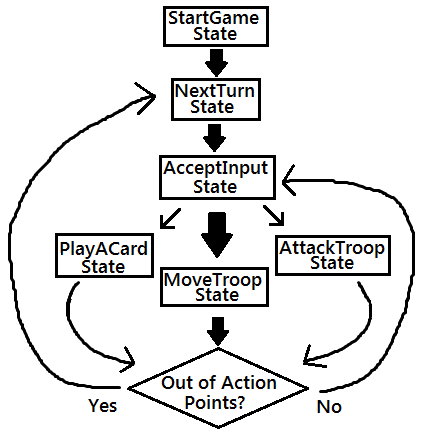 StartGame
State
NextTurn
State
AcceptInput
State
PlayACard
State
MoveTroop
State
AttackTroop
State
Out of Action
Points?
Yes
No